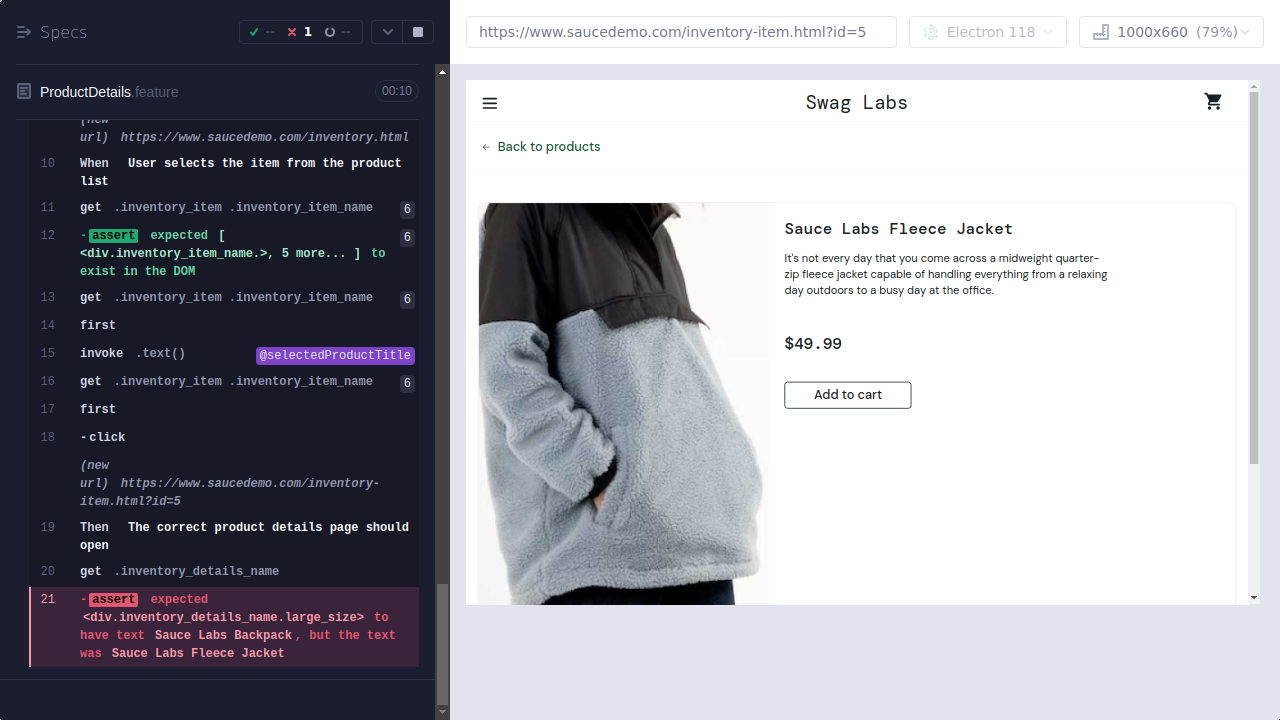 Specs
-- 1 --
ProductDetails.feature
00:10
(new
url) https://www.saucedemo.com/inventory.html
10 When User selects the item from the product
list
11 get .inventory_item .inventory_item_name 6
12 -assert expected [ 6
<div.inventory_item_name.>, 5 more... ] to
exist in the DOM
13 get .inventory_item .inventory_item_name 6
14 first
15 invoke .text() @selectedProductTitle
16 get .inventory_item .inventory_item_name 6
17 first
18 -click
(new
url) https://www.saucedemo.com/inventory-
item.html?id=5
19 Then The correct product details page should
open
20 get .inventory_details_name
21 -assert expected
<div.inventory_details_name.large_size> to
have text Sauce Labs Backpack, but the text
was Sauce Labs Fleece Jacket
https://www.saucedemo.com/inventory-item.html?id=5
Electron 118
1000x660 (79%)
Swag Labs
← Back to products
Sauce Labs Fleece Jacket
It's not every day that you come across a midweight quarter-
zip fleece jacket capable of handling everything from a relaxing
day outdoors to a busy day at the office.
$49.99
Add to cart